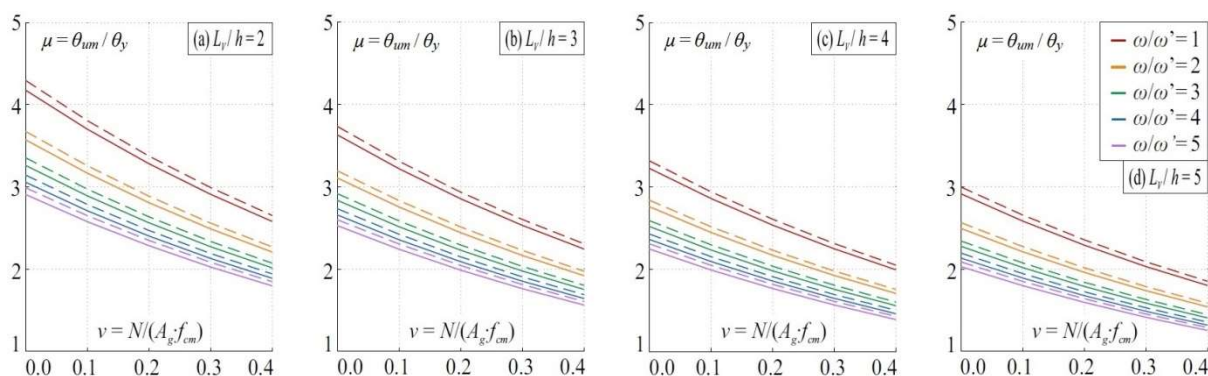 5
4
3
2
1
μ = θum / θy
(a) Lv/h = 2
ν = N/(Ag·fcm)
0.0 0.1 0.2 0.3 0.4
5
4
3
2
1
μ = θum / θy
(b) Lv/h = 3
ν = N/(Ag·fcm)
0.0 0.1 0.2 0.3 0.4
5
4
3
2
1
μ = θum / θy
(c) Lv/h = 4
ν = N/(Ag·fcm)
0.0 0.1 0.2 0.3 0.4
5
4
3
2
1
μ = θum / θy
ω/ω' = 1
ω/ω' = 2
ω/ω' = 3
ω/ω' = 4
ω/ω' = 5
(d) Lv/h = 5
ν = N/(Ag·fcm)
0.0 0.1 0.2 0.3 0.4